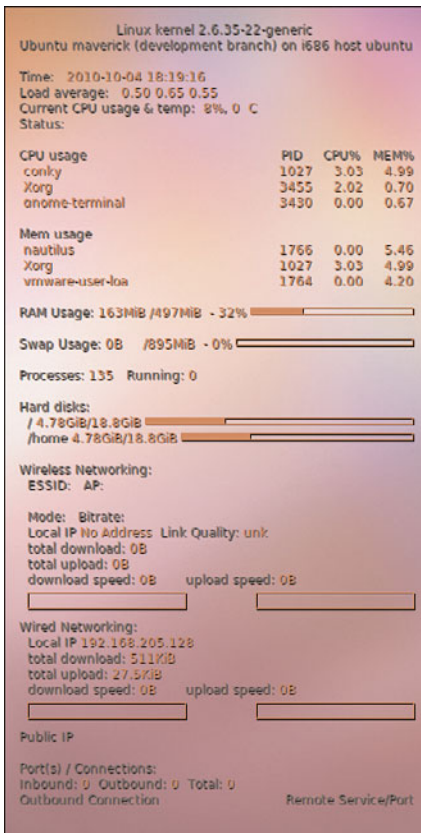 Linux kernel 2.6.35-22-generic
Ubuntu maverick (development branch) on i686 host ubuntu
Time: 2010-10-04 18:19:16
Load average: 0.50 0.65 0.55
Current CPU usage & temp: 8%, 0 C
Status:
CPU usage PID CPU% MEM%
conky 1027 3.03 4.99
Xorg 3455 2.02 0.70
gnome-terminal 3430 0.00 0.67
Mem usage
nautilus 1766 0.00 5.46
Xorg 1027 3.03 4.99
vmware-user-loa 1764 0.00 4.20
RAM Usage: 163MiB /497MiB - 32%
Swap Usage: 0B /895MiB - 0%
Processes: 135 Running: 0
Hard disks:
/ 4.78GiB/18.8GiB
/home 4.78GiB/18.8GiB
Wireless Networking:
ESSID: AP:
Mode: Bitrate:
Local IP No Address Link Quality: unk
total download: 0B
total upload: 0B
download speed: 0B upload speed: 0B
Wired Networking:
Local IP 192.168.205.128
total download: 511KiB
total upload: 27.5KiB
download speed: 0B upload speed: 0B
Public IP
Port(s) / Connections:
Inbound: 0 Outbound: 0 Total: 0
Outbound Connection Remote Service/Port